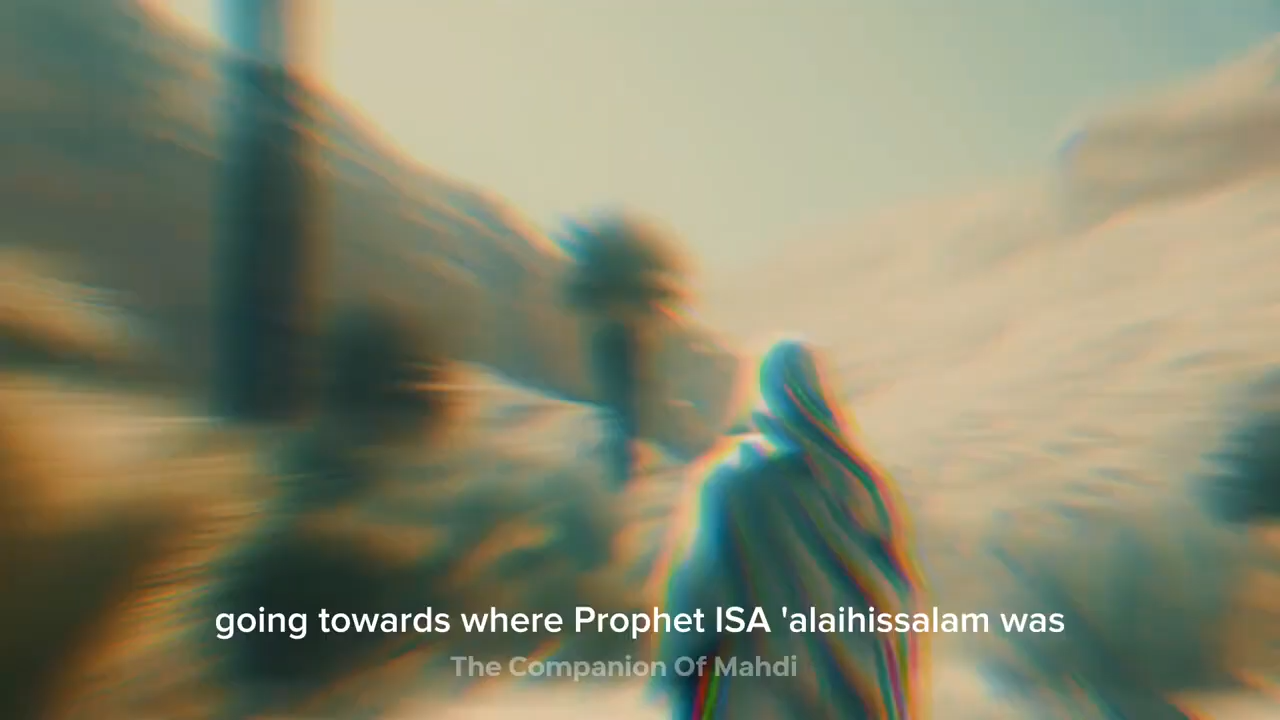 going towards where Prophet ISA 'alaihissalam was
The Companion Of Mahdi